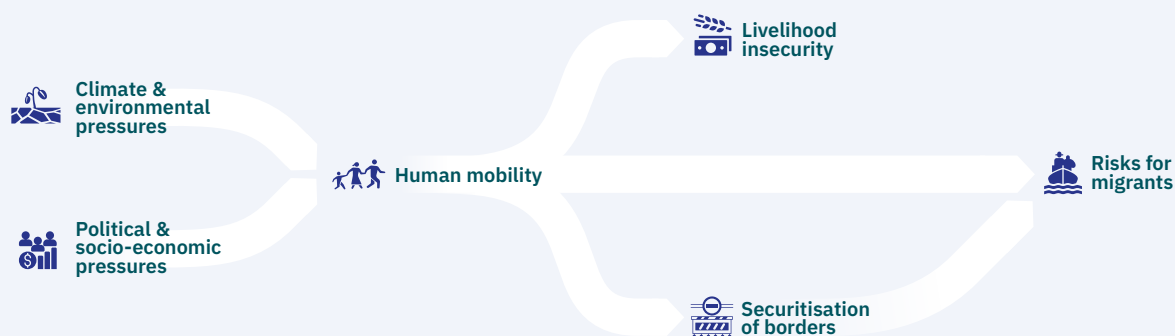 Climate &
environmental
pressures
Political &
socio-economic
pressures
Human mobility
Livelihood
insecurity
Securitisation
of borders
Risks for
migrants